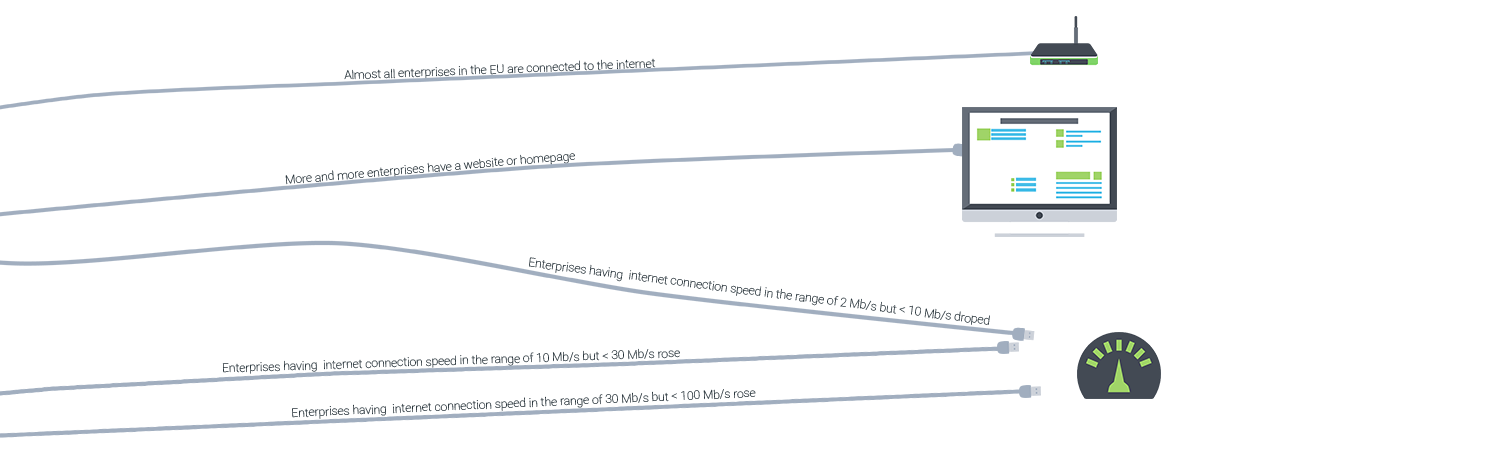 Almost all enterprises in the EU are connected to the internet
More and more enterprises have a website or homepage
Enterprises having  internet connection speed in the range of 2 Mb/s but < 10 Mb/s droped
Enterprises having  internet connection speed in the range of 10 Mb/s but < 30 Mb/s rose
Enterprises having  internet connection speed in the range of 30 Mb/s but < 100 Mb/s rose